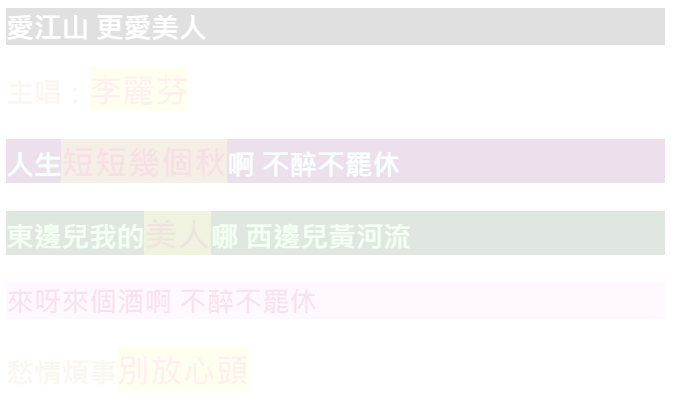 愛江山 更愛美人
主唱：李麗芬
人生短短幾個秋啊 不醉不罷休
東邊兒我的美人哪 西邊兒黃河流
來呀來個酒啊 不醉不罷休
愁情煩事別放心頭